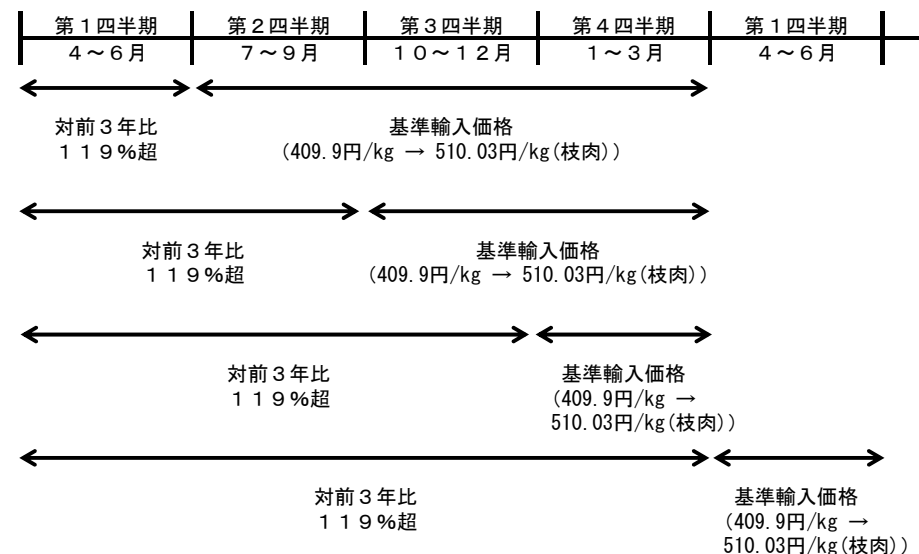 第１四半期 第２四半期 第３四半期 第４四半期 第１四半期
４～６月 ７～９月 １０～１２月 １～３月 ４～６月
対前３年比 基準輸入価格
１１９％超 (409.9円/kg → 510.03円/kg(枝肉))
対前３年比 基準輸入価格
１１９％超 (409.9円/kg → 510.03円/kg(枝肉))
対前３年比 基準輸入価格
１１９％超 (409.9円/kg →
510.03円/kg(枝肉))
対前３年比 基準輸入価格
１１９％超 (409.9円/kg →
510.03円/kg(枝肉))